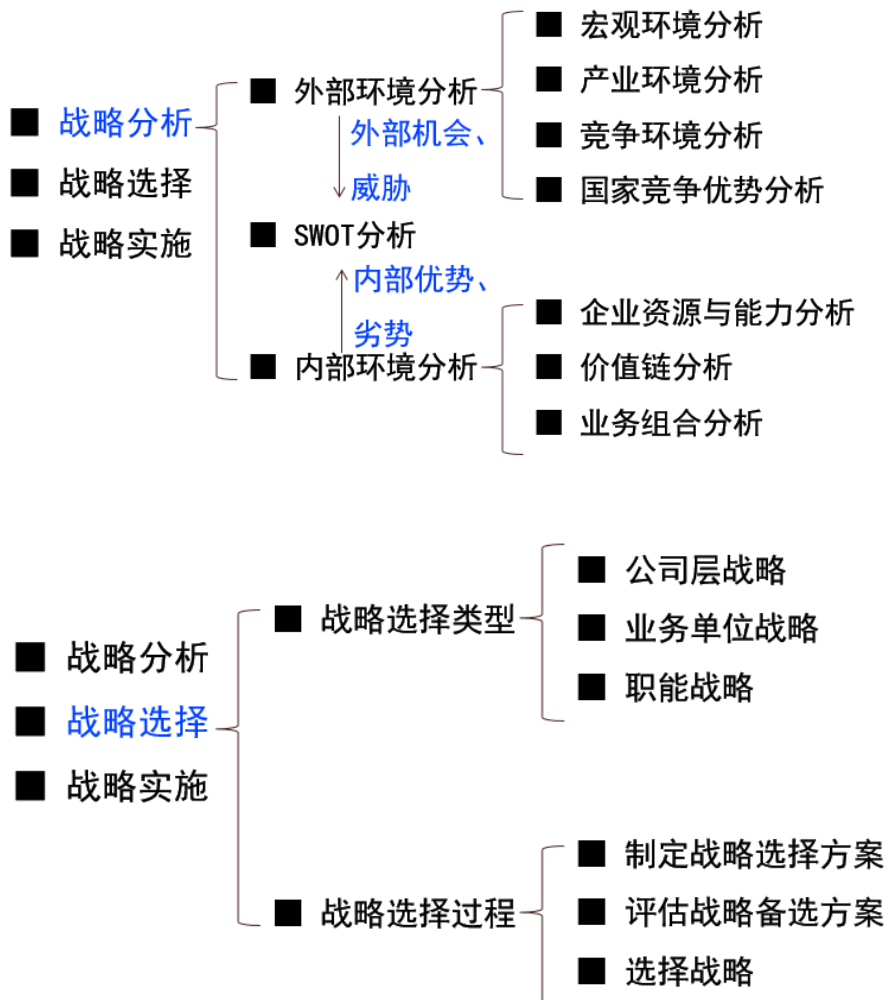 宏观环境分析
产业环境分析
竞争环境分析
国家竞争优势分析
外部环境分析
外部机会、
威胁
战略分析
战略选择
战略实施
SWOT分析
内部优势、
劣势
内部环境分析
企业资源与能力分析
价值链分析
业务组合分析
公司层战略
业务单位战略
职能战略
战略选择类型
战略分析
战略选择
战略实施
战略选择过程
制定战略选择方案
评估战略备选方案
选择战略